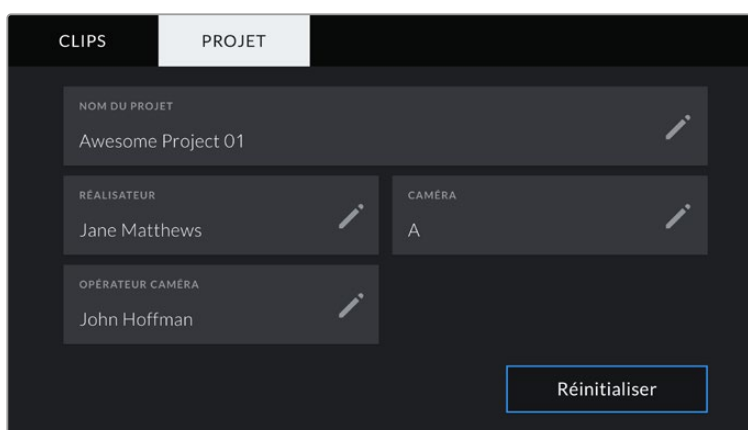 CLIPS PROJET
NOM DU PROJET
Awesome Project 01
RÉALISATEUR
Jane Matthews
CAMÉRA
A
OPÉRATEUR CAMÉRA
John Hoffman
Réinitialiser